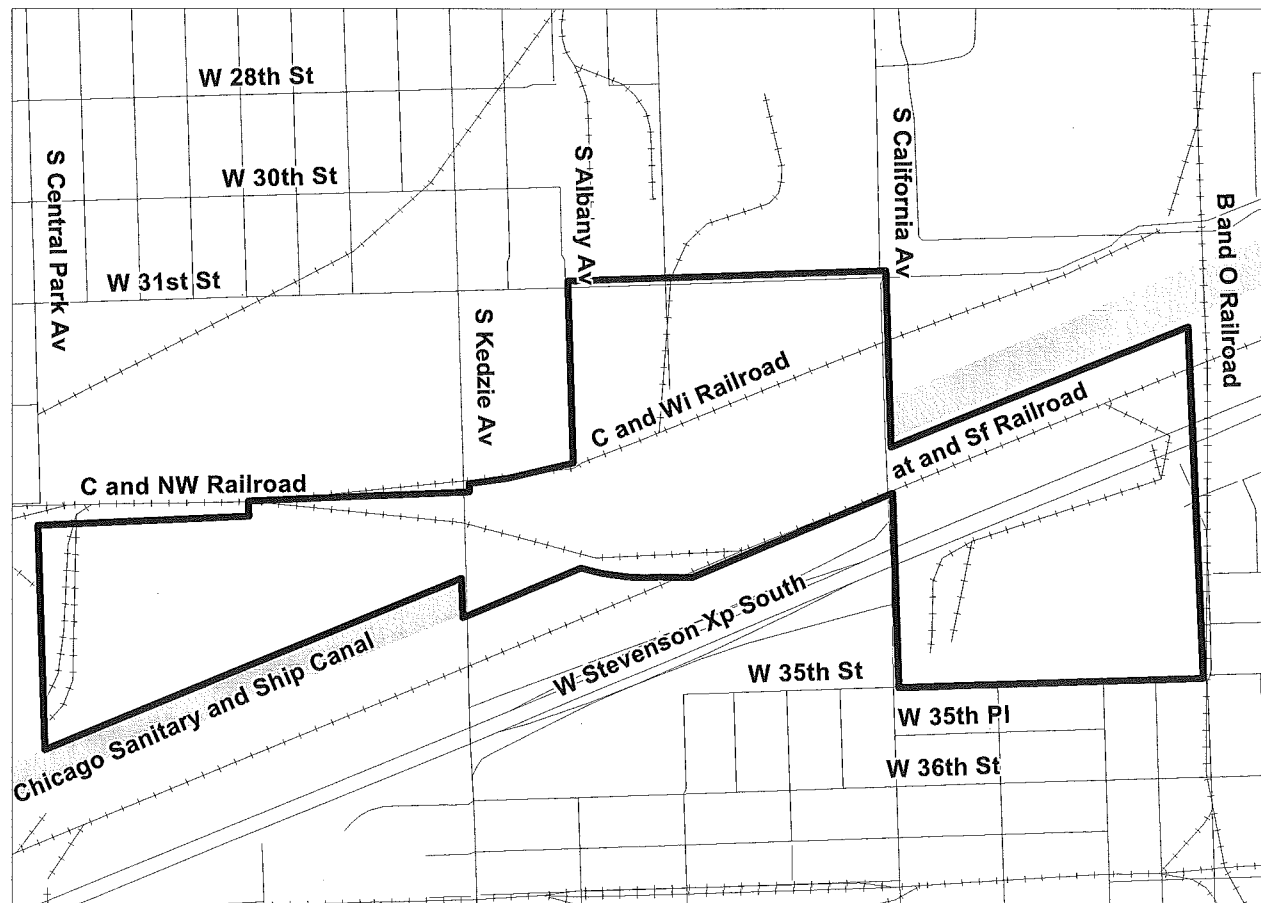 W 28th St
S Central Park Av
W 30th St
S Albany Av
S California Av
B and O Railroad
W 31st St
S Kedzie Av
C and Wi Railroad
at and Sf Railroad
C and NW Railroad
Chicago Sanitary and Ship Canal
W Stevenson Xp South
W 35th St
W 35th Pl
W 36th St